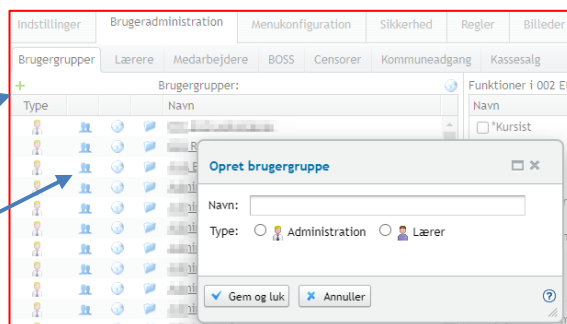 Indstillinger Brugeradministration Menukonfiguration Sikkerhed Regler Billeder
Brugergrupper Lærere Medarbejdere BOSS Censorer Kommuneadgang Kassesalg
Brugergrupper: Funktioner i 002
Type Navn Navn
*Kursist
Opret brugergruppe
Navn:
Type: Administration Lærer
Gem og luk Annuller